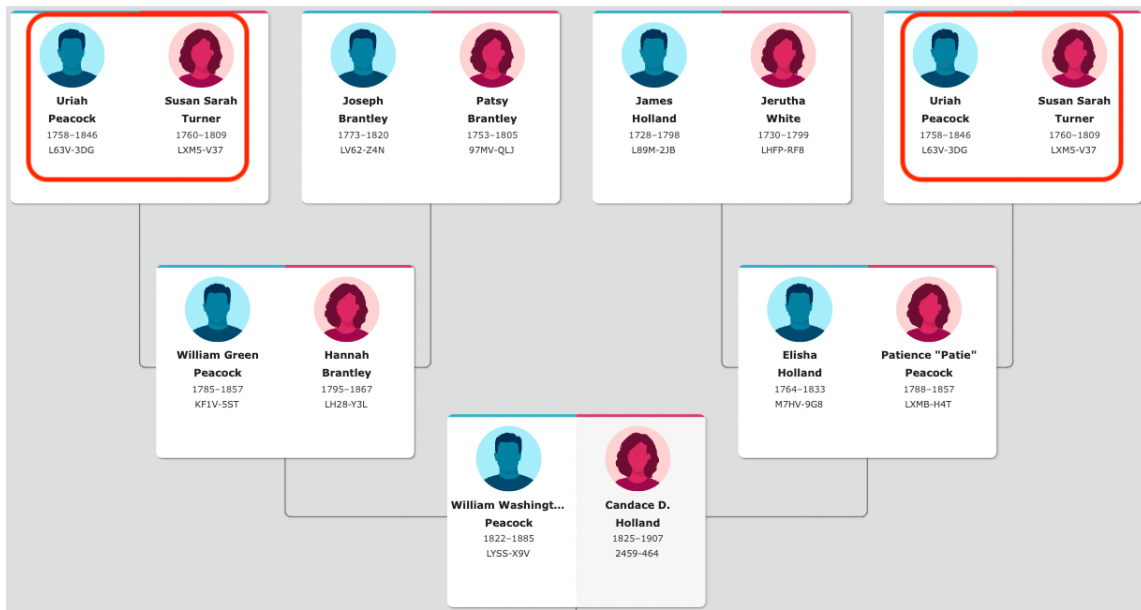 Uriah
Peacock
1758–1846
L63V-3DG
Susan Sarah
Turner
1760–1809
LXM5-V37
Joseph
Brantley
1773–1820
LV62-Z4N
Patsy
Brantley
1753–1805
97MV-QLJ
James
Holland
1728–1798
L89M-2JB
Jerutha
White
1730–1799
LHFP-RF8
Uriah
Peacock
1758–1846
L63V-3DG
Susan Sarah
Turner
1760–1809
LXM5-V37
William Green
Peacock
1785–1857
KF1V-5ST
Hannah
Brantley
1795–1867
LH28-Y3L
Elisha
Holland
1764–1833
M7HV-9G8
Patience "Patie"
Peacock
1788–1857
LXMB-H4T
William Washingt...
Peacock
1822–1885
LYSS-X9V
Candace D.
Holland
1825–1907
2459-464